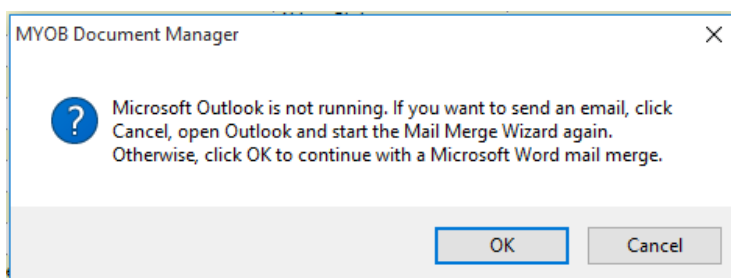 MYOB Document Manager
Microsoft Outlook is not running. If you want to send an email, click
Cancel, open Outlook and start the Mail Merge Wizard again.
Otherwise, click OK to continue with a Microsoft Word mail merge.
OK Cancel